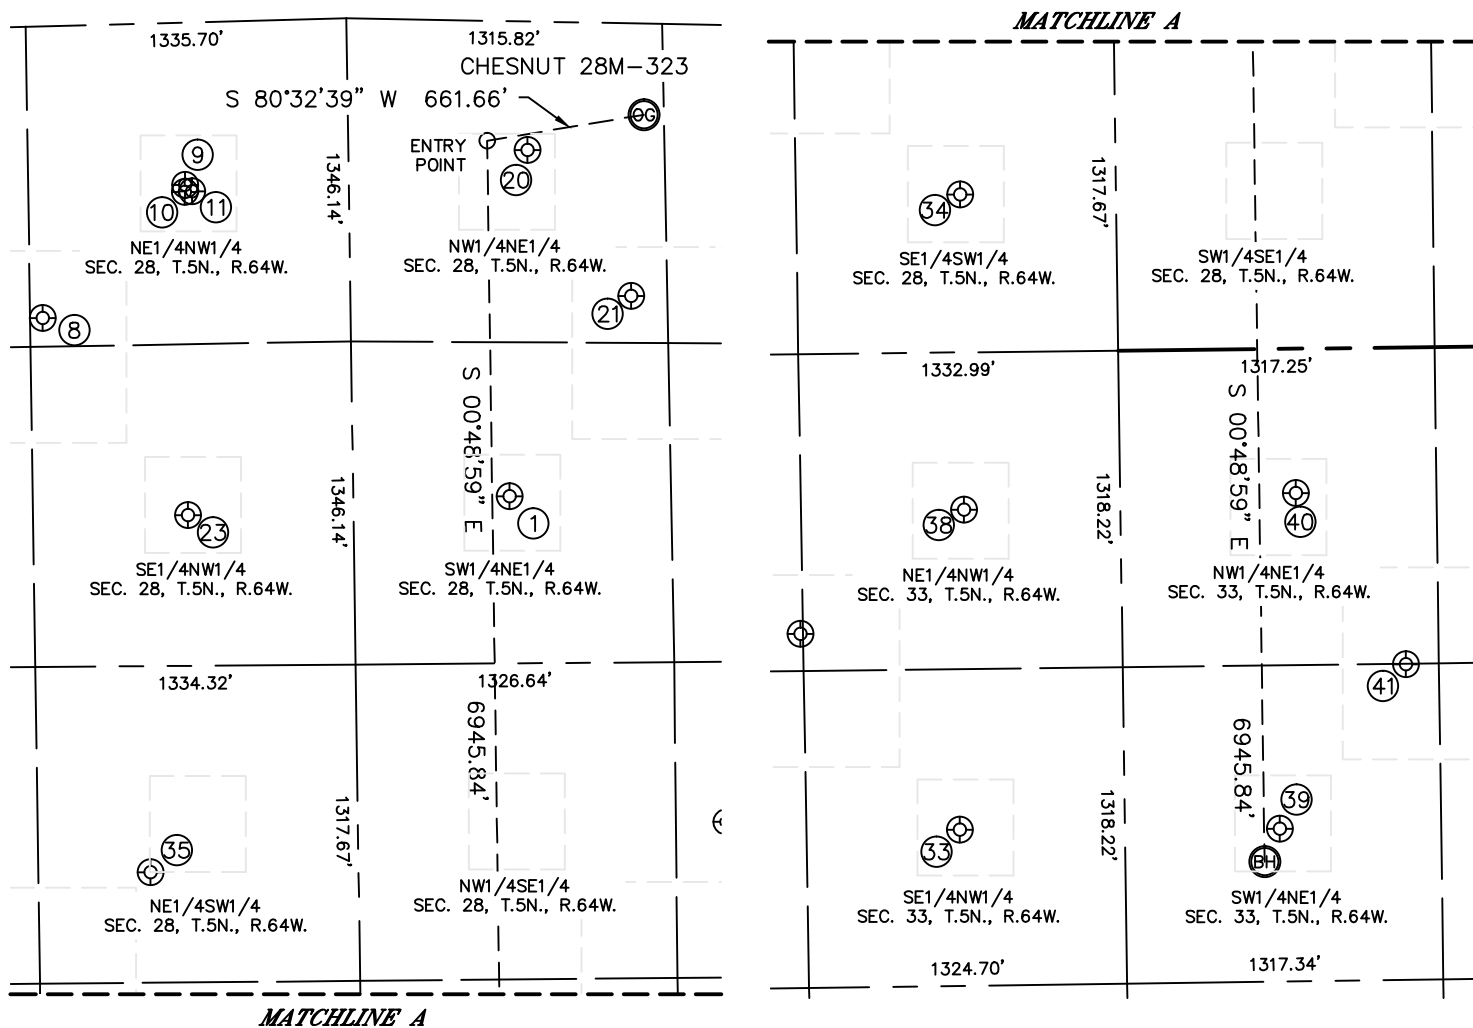 1335.70'
1315.82'
CHESNUT 28M-323
S 80°32'39" W 661.66'
OG
ENTRY
POINT
9
10
11
20
1346.14'
NE1/4NW1/4
SEC. 28, T.5N., R.64W.
NW1/4NE1/4
SEC. 28, T.5N., R.64W.
8
21
S 00°48'59" E
1346.14'
23
1
SE1/4NW1/4
SEC. 28, T.5N., R.64W.
SW1/4NE1/4
SEC. 28, T.5N., R.64W.
1334.32'
1326.64'
6945.84'
1317.67'
35
NE1/4SW1/4
SEC. 28, T.5N., R.64W.
NW1/4SE1/4
SEC. 28, T.5N., R.64W.
MATCHLINE A
MATCHLINE A
1317.67'
34
SE1/4SW1/4
SEC. 28, T.5N., R.64W.
SW1/4SE1/4
SEC. 28, T.5N., R.64W.
1332.99'
1317.25'
S 00°48'59" E
1318.22'
38
40
NE1/4NW1/4
SEC. 33, T.5N., R.64W.
NW1/4NE1/4
SEC. 33, T.5N., R.64W.
41
6945.84'
1318.22'
39
33
BH
SE1/4NW1/4
SEC. 33, T.5N., R.64W.
SW1/4NE1/4
SEC. 33, T.5N., R.64W.
1324.70'
1317.34'